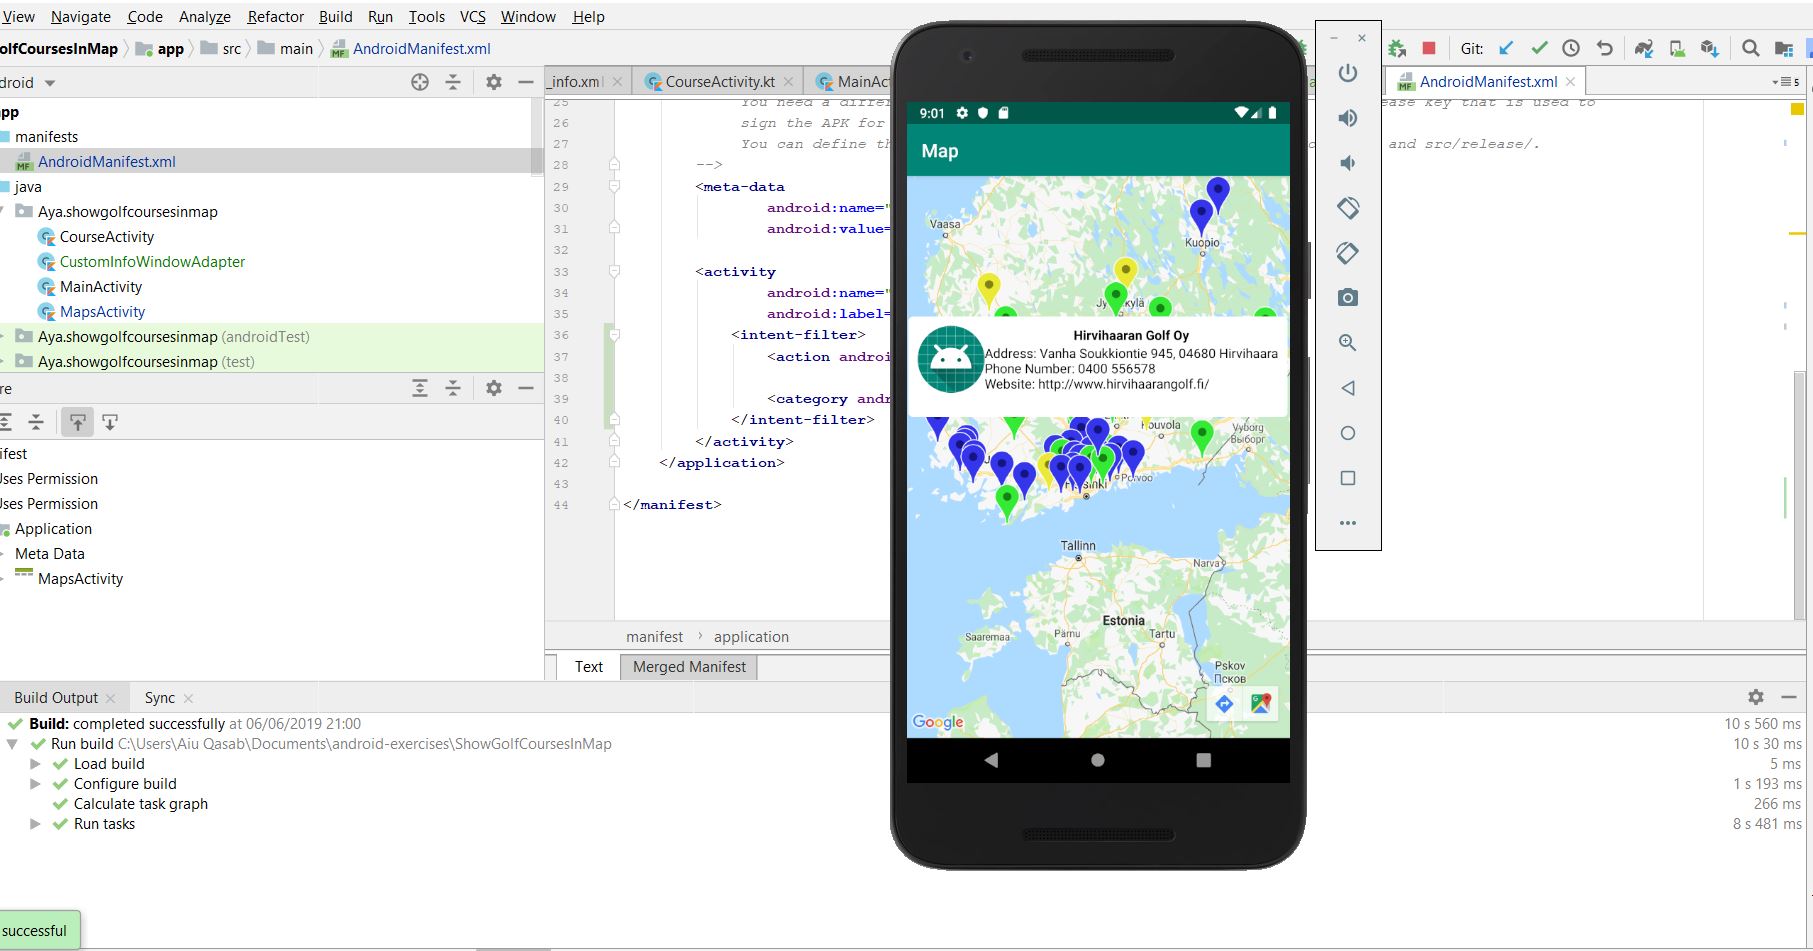 View Navigate Code Analyze Refactor Build Run Tools VCS Window Help
olfCoursesInMap app src main AndroidManifest.xml
Git:
droid
_info.xml CourseActivity.kt MainAct AndroidManifest.xml 5
pp
manifests
AndroidManifest.xml
java
Aya.showgolfcoursesinmap
CourseActivity
CustomInfoWindowAdapter
MainActivity
MapsActivity
Aya.showgolfcoursesinmap (androidTest)
Aya.showgolfcoursesinmap (test)
re
ifest
Uses Permission
Uses Permission
Application
Meta Data
MapsActivity
25 You need a differ ease key that is used to
26 sign the APK for
27 You can define th and src/release/.
28 -->
29 <meta-data
30 android:name="
31 android:value=
32
33 <activity
34 android:name="
35 android:label=
36 <intent-filter>
37 <action android
38
39 <category andr
40 </intent-filter>
41 </activity>
42 </application>
43
44 </manifest>
manifest › application
Text Merged Manifest
9:01
Map
Vaasa
Kuopio
Hirvihaaran Golf Oy
Address: Vanha Soukkiontie 945, 04680 Hirvihaara
Phone Number: 0400 556578
Website: http://www.hirvihaarangolf.fi/
Kouvola
Vyborg
Выборг
Porvoo
Tallinn
Narva
Estonia
Saaremaa
Pärnu
Tartu
Pskov
Псков
Google
Build Output Sync
Build: completed successfully at 06/06/2019 21:00 10 s 560 ms
Run build C:\Users\Aiu Qasab\Documents\android-exercises\ShowGolfCoursesInMap 10 s 30 ms
Load build 5 ms
Configure build 1 s 193 ms
Calculate task graph 266 ms
Run tasks 8 s 481 ms
successful